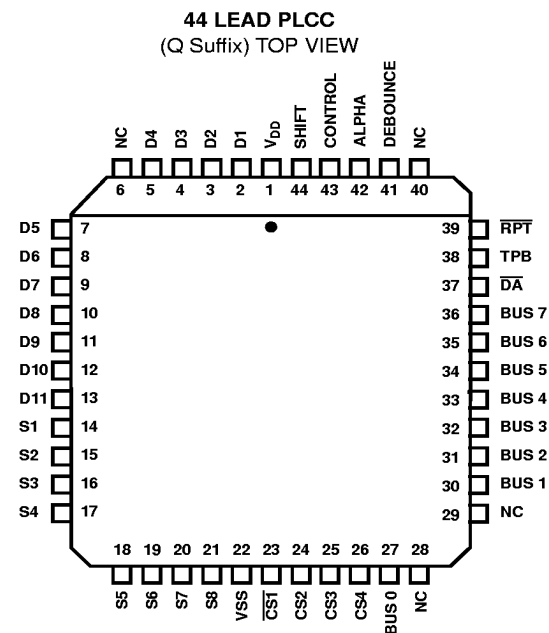 44 LEAD PLCC
(Q Suffix) TOP VIEW
NC D4 D3 D2 D1 VDD SHIFT CONTROL ALPHA DEBOUNCE NC
6 5 4 3 2 1 44 43 42 41 40
D5 7 39 R̅P̅T̅
D6 8 38 TPB
D7 9 37 D̅A̅
D8 10 36 BUS 7
D9 11 35 BUS 6
D10 12 34 BUS 5
D11 13 33 BUS 4
S1 14 32 BUS 3
S2 15 31 BUS 2
S3 16 30 BUS 1
S4 17 29 NC
18 19 20 21 22 23 24 25 26 27 28
S5 S6 S7 S8 VSS C̅S̅1̅ CS2 CS3 CS4 BUS 0 NC